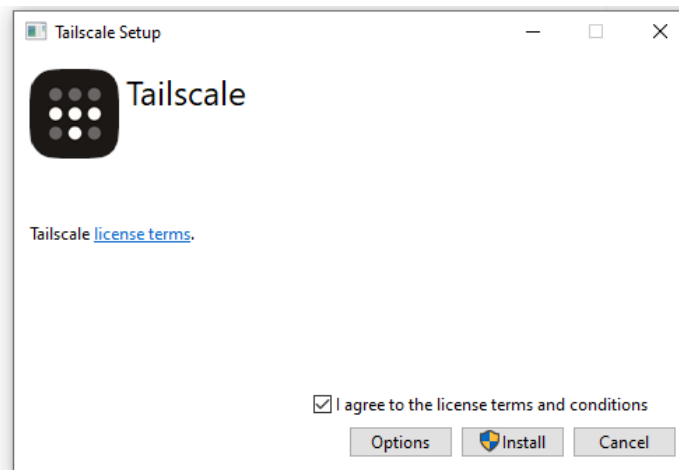 Tailscale Setup
Tailscale
Tailscale license terms.
I agree to the license terms and conditions
Options Install Cancel